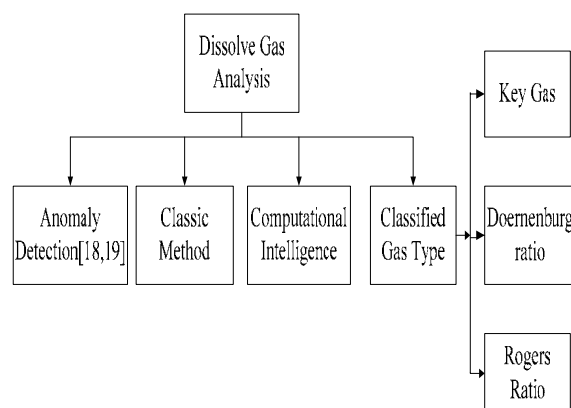 Dissolve Gas
Analysis
Key Gas
Anomaly
Detection[18,19]
Classic
Method
Computational
Intelligence
Classified
Gas Type
Doernenburg
ratio
Rogers
Ratio